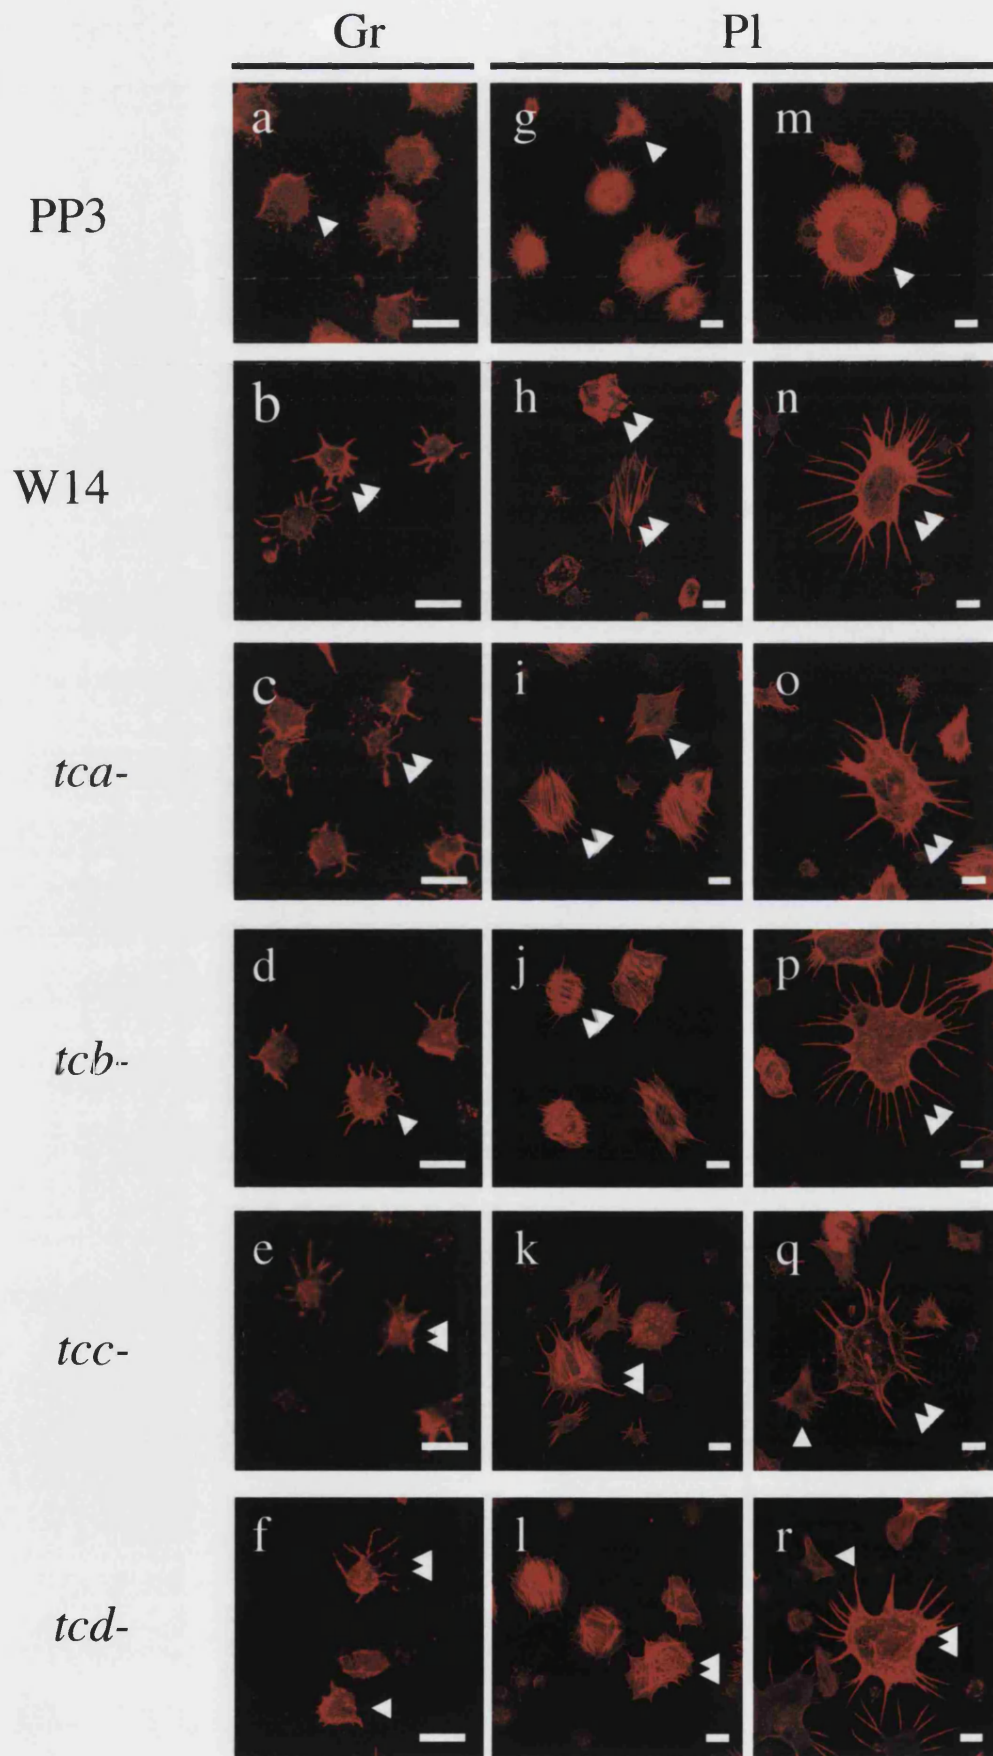 Gr Pl
PP3 a g m
W14 b h n
tca- c i o
tcb- d j p
tcc- e k q
tcd- f l r